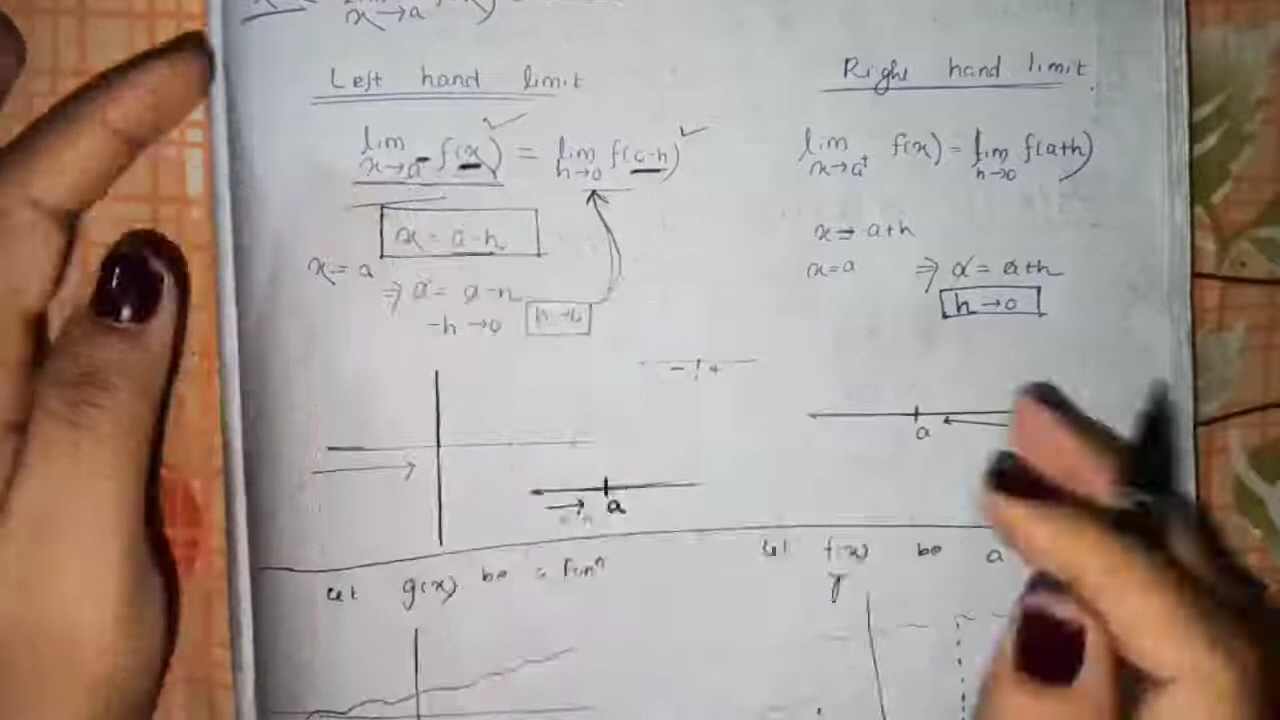 x→a
Left hand limit
lim x→a⁻ f(x) = lim h→0 f(a-h)
x = a-h
x = a
⇒ a = a-h
-h→0
h→0
- +
a
Let g(x) be a Funⁿ
Right hand limit
lim x→a⁺ f(x) = lim h→0 f(a+h)
x → a+h
x=a ⇒ a = a+h
h→0
a
let f(x) be a